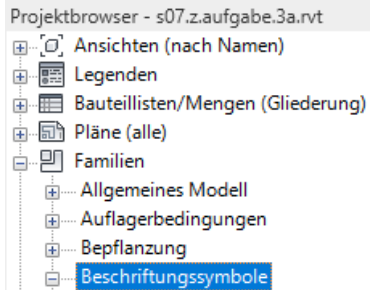 Projektbrowser - s07.z.aufgabe.3a.rvt
Ansichten (nach Namen)
Legenden
Bauteillisten/Mengen (Gliederung)
Pläne (alle)
Familien
Allgemeines Modell
Auflagerbedingungen
Bepflanzung
Beschriftungssymbole